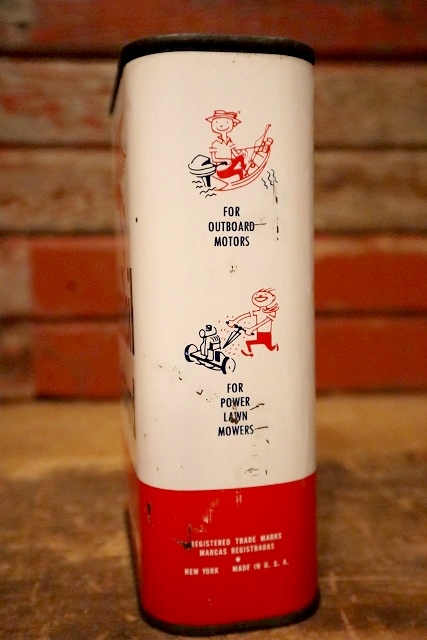 FOR
OUTBOARD
MOTORS
FOR
POWER
LAWN
MOWERS
REGISTERED TRADE MARKS
MARCAS REGISTRADAS
NEW YORK MADE IN U. S. A.